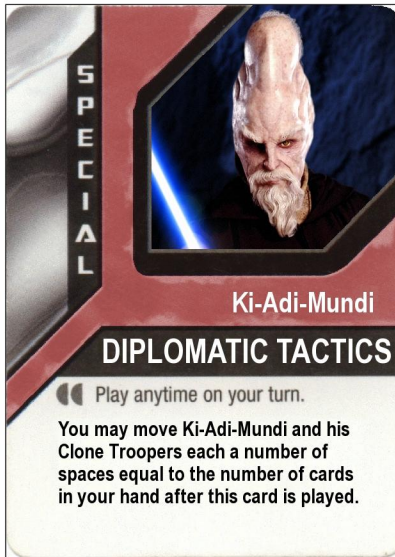 SPECIAL
Ki-Adi-Mundi
DIPLOMATIC TACTICS
Play anytime on your turn.
You may move Ki-Adi-Mundi and his
Clone Troopers each a number of
spaces equal to the number of cards
in your hand after this card is played.